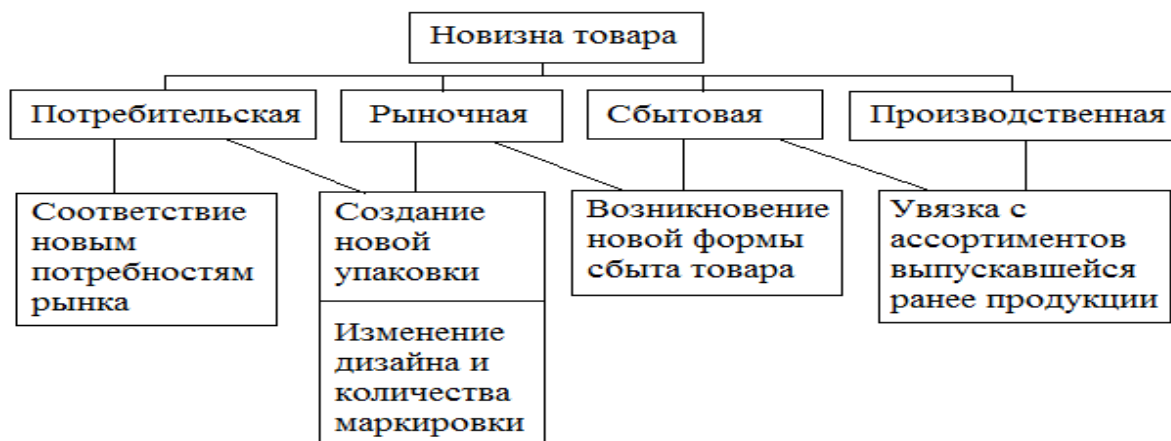 Новизна товара
Потребительская
Рыночная
Сбытовая
Производственная
Соответствие
новым
потребностям
рынка
Создание
новой
упаковки
Изменение
дизайна и
количества
маркировки
Возникновение
новой формы
сбыта товара
Увязка с
ассортиментов
выпускавшейся
ранее продукции